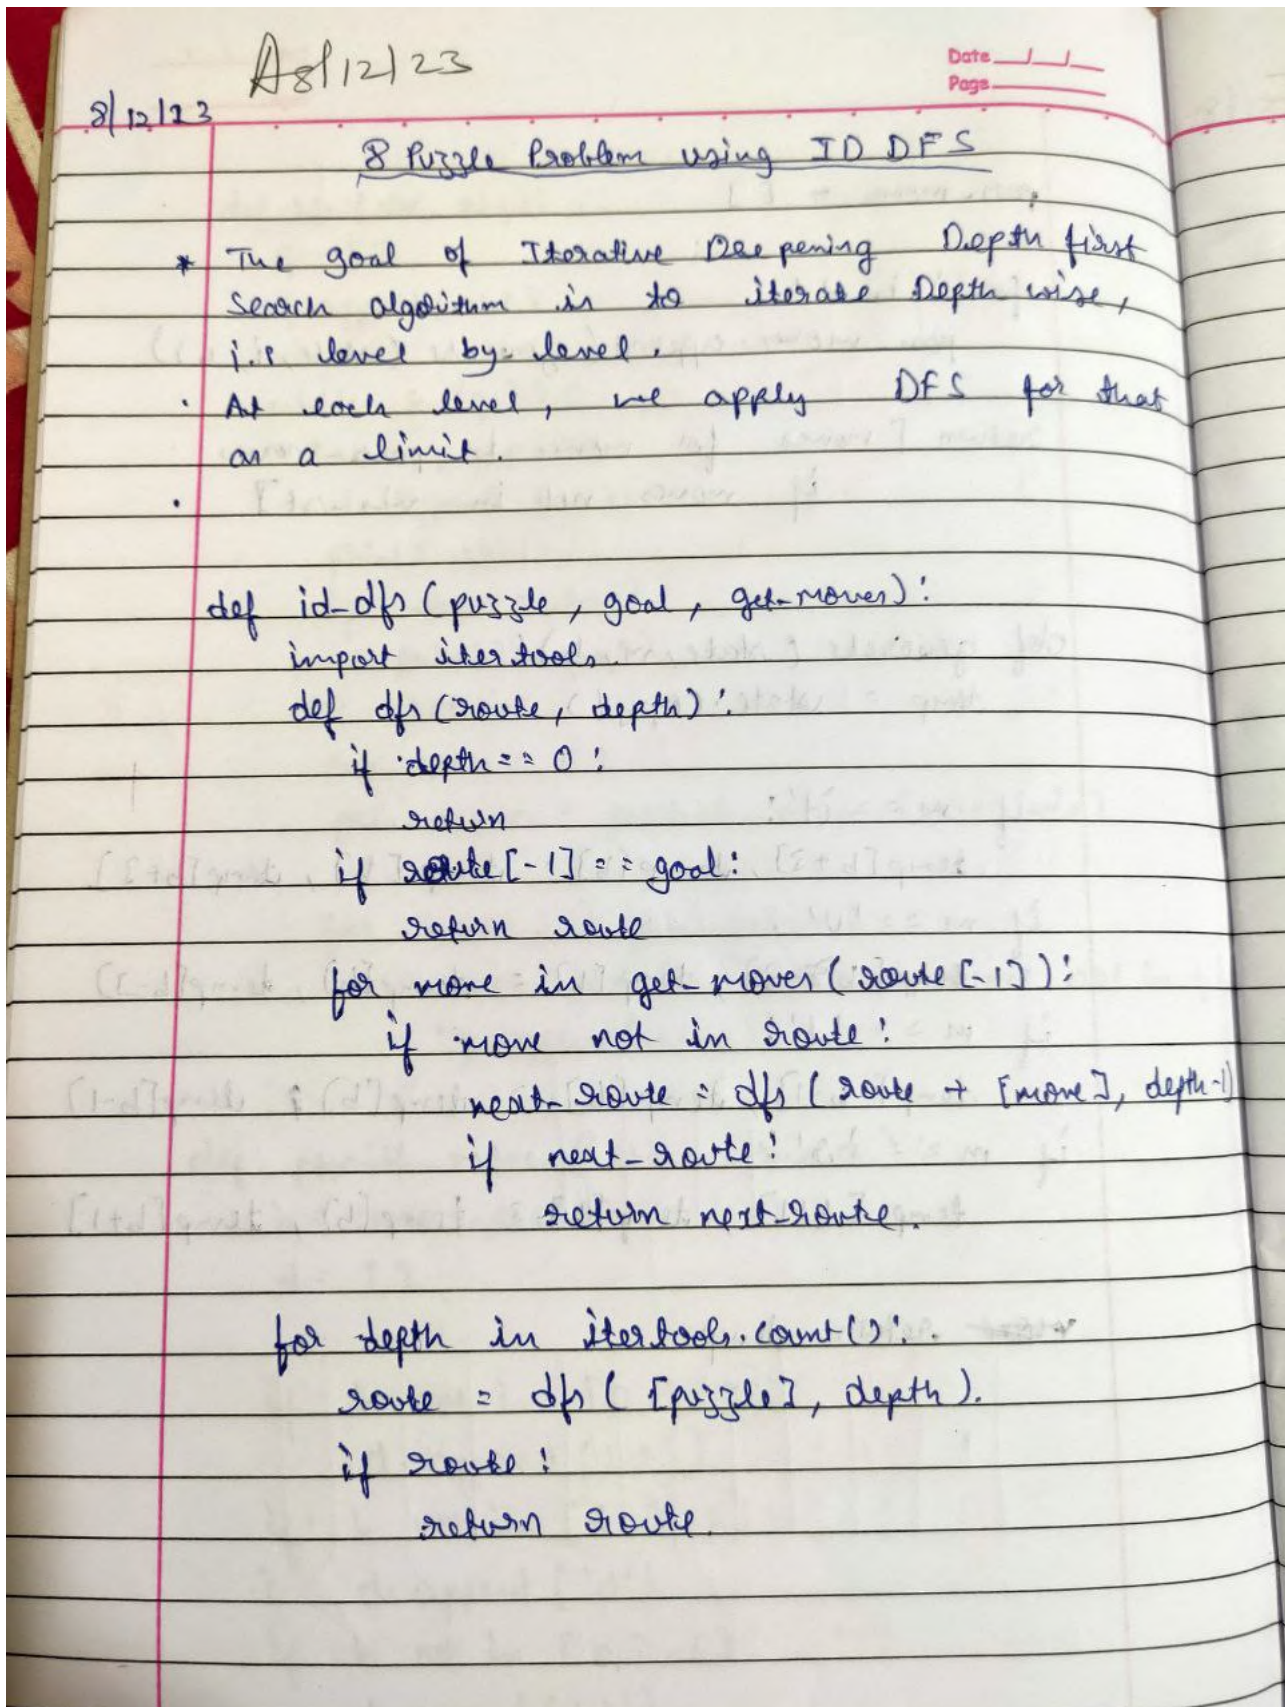 A8/12/23
Date
Page
8/12/23
8 Puzzle Problem using ID DFS
* The goal of Iterative Deepening Depth first
Search algorithm is to iterate Depth wise,
i.e level by level.
. At each level, we apply DFS for that
as a limit.
.
def id-dfs (puzzle, goal, get-moves):
import itertools.
def dfs (route, depth):
if depth == 0 :
return
if route[-1] == goal:
return route
for move in get-moves (route [-1]):
if move not in route:
next-route = dfs ( route + [move], depth-1)
if next-route:
return next-route.
for depth in itertools.count():
route = dfs ( [puzzle], depth).
if route :
return route.